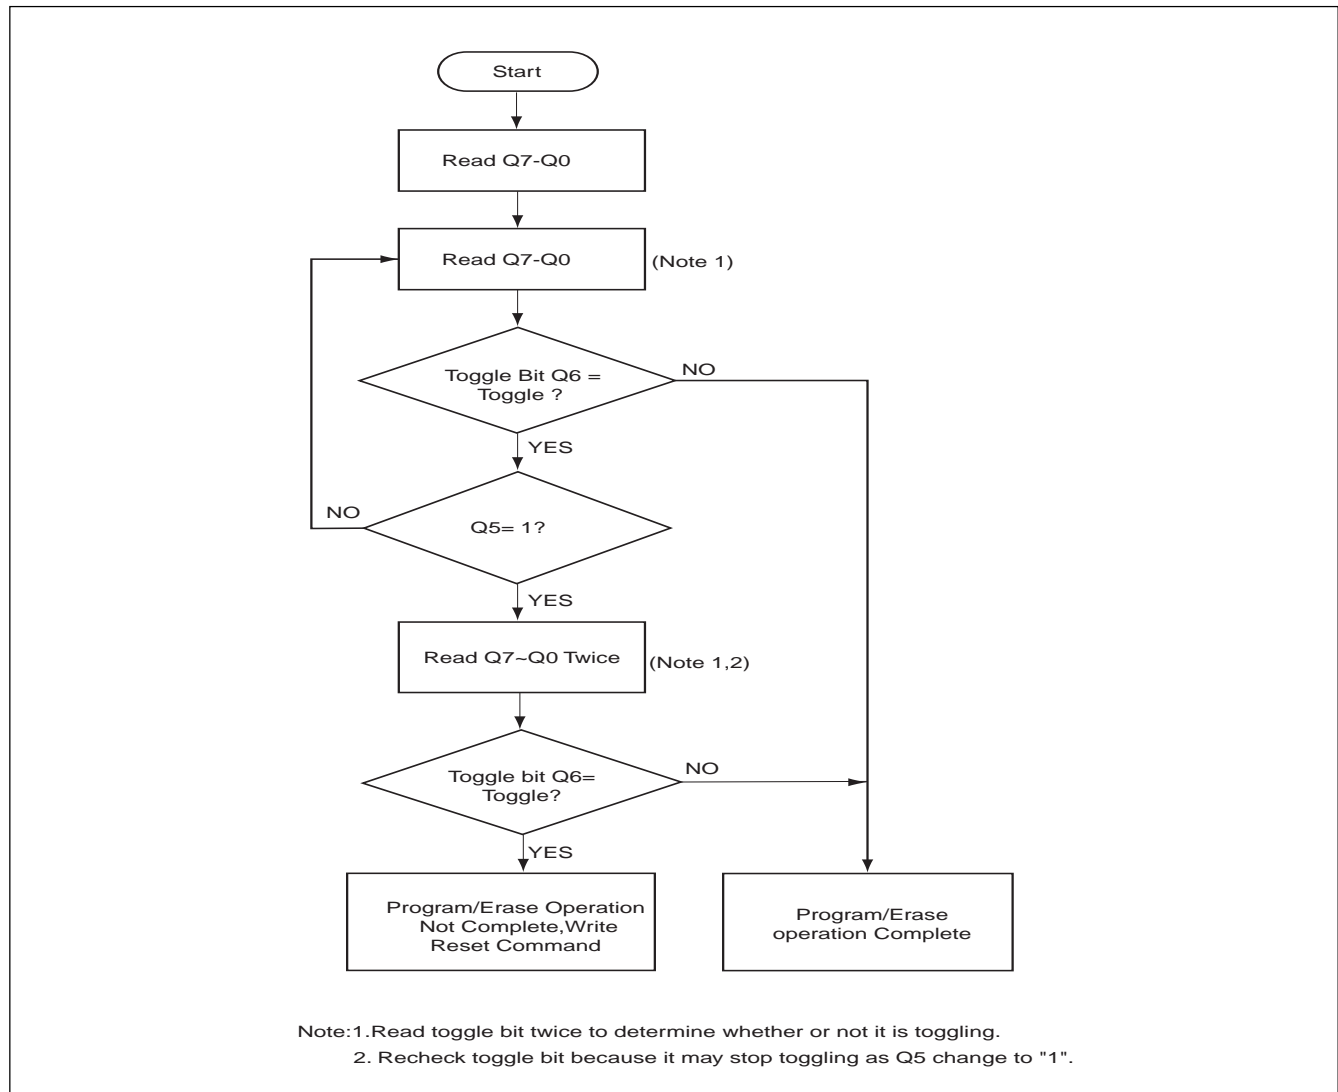 Start
Read Q7-Q0
Read Q7-Q0
(Note 1)
Toggle Bit Q6 =
Toggle ?
NO
YES
NO
Q5= 1?
YES
Read Q7~Q0 Twice
(Note 1,2)
Toggle bit Q6=
Toggle?
NO
YES
Program/Erase Operation
Not Complete,Write
Reset Command
Program/Erase
operation Complete
Note:1.Read toggle bit twice to determine whether or not it is toggling.
2. Recheck toggle bit because it may stop toggling as Q5 change to "1".